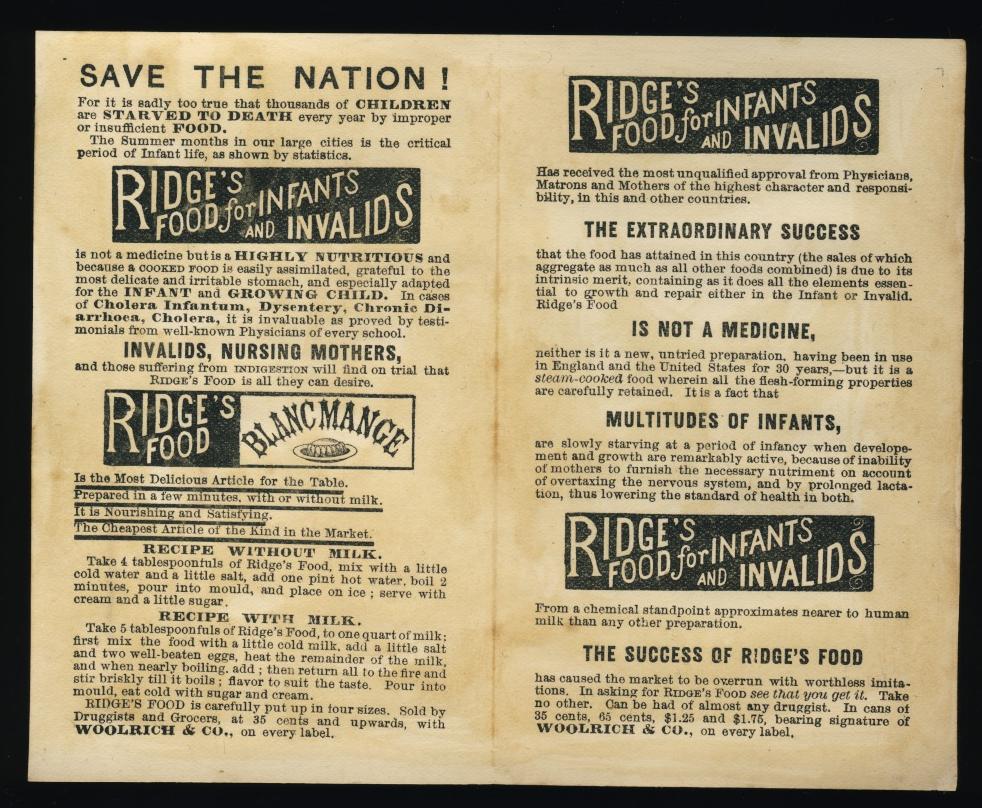 SAVE THE NATION!
For it is sadly too true that thousands of CHILDREN
are STARVED TO DEATH every year by improper
or insufficient FOOD.
The Summer months in our large cities is the critical
period of Infant life, as shown by statistics.
RIDGE'S
FOOD for INFANTS
AND INVALIDS
is not a medicine but is a HIGHLY NUTRITIOUS and
because a COOKED FOOD is easily assimilated, grateful to the
most delicate and irritable stomach, and especially adapted
for the INFANT and GROWING CHILD. In cases
of Cholera Infantum, Dysentery, Chronic Di-
arrhoea, Cholera, it is invaluable as proved by testi-
monials from well-known Physicians of every school.
INVALIDS, NURSING MOTHERS,
and those suffering from INDIGESTION will find on trial that
RIDGE'S FOOD is all they can desire.
RIDGE'S
FOOD
BLANCMANGE
Is the Most Delicious Article for the Table.
Prepared in a few minutes, with or without milk.
It is Nourishing and Satisfying.
The Cheapest Article of the Kind in the Market.
RECIPE WITHOUT MILK.
Take 4 tablespoonfuls of Ridge's Food, mix with a little
cold water and a little salt, add one pint hot water, boil 2
minutes, pour into mould, and place on ice; serve with
cream and a little sugar.
RECIPE WITH MILK.
Take 5 tablespoonfuls of Ridge's Food, to one quart of milk;
first mix the food with a little cold milk, add a little salt
and two well-beaten eggs, heat the remainder of the milk,
and when nearly boiling, add; then return all to the fire and
stir briskly till it boils; flavor to suit the taste. Pour into
mould, eat cold with sugar and cream.
RIDGE'S FOOD is carefully put up in four sizes. Sold by
Druggists and Grocers, at 35 cents and upwards, with
WOOLRICH & CO., on every label.
RIDGE'S
FOOD for INFANTS
AND INVALIDS
Has received the most unqualified approval from Physicians,
Matrons and Mothers of the highest character and responsi-
bility, in this and other countries.
THE EXTRAORDINARY SUCCESS
that the food has attained in this country (the sales of which
aggregate as much as all other foods combined) is due to its
intrinsic merit, containing as it does all the elements essen-
tial to growth and repair either in the Infant or Invalid.
Ridge's Food
IS NOT A MEDICINE,
neither is it a new, untried preparation, having been in use
in England and the United States for 30 years,—but it is a
steam-cooked food wherein all the flesh-forming properties
are carefully retained. It is a fact that
MULTITUDES OF INFANTS,
are slowly starving at a period of infancy when develope-
ment and growth are remarkably active, because of inability
of mothers to furnish the necessary nutriment on account
of overtaxing the nervous system, and by prolonged lacta-
tion, thus lowering the standard of health in both.
RIDGE'S
FOOD for INFANTS
AND INVALIDS
From a chemical standpoint approximates nearer to human
milk than any other preparation.
THE SUCCESS OF RIDGE'S FOOD
has caused the market to be overrun with worthless imita-
tions. In asking for RIDGE'S FOOD see that you get it. Take
no other. Can be had of almost any druggist. In cans of
35 cents, 65 cents, $1.25 and $1.75, bearing signature of
WOOLRICH & CO., on every label.